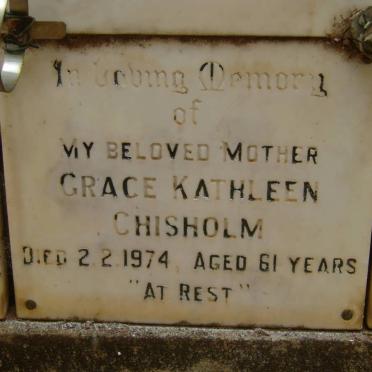 In Loving Memory
of
MY BELOVED MOTHER
GRACE KATHLEEN
CHISHOLM
DIED 2.2.1974, AGED 61 YEARS
"AT REST"